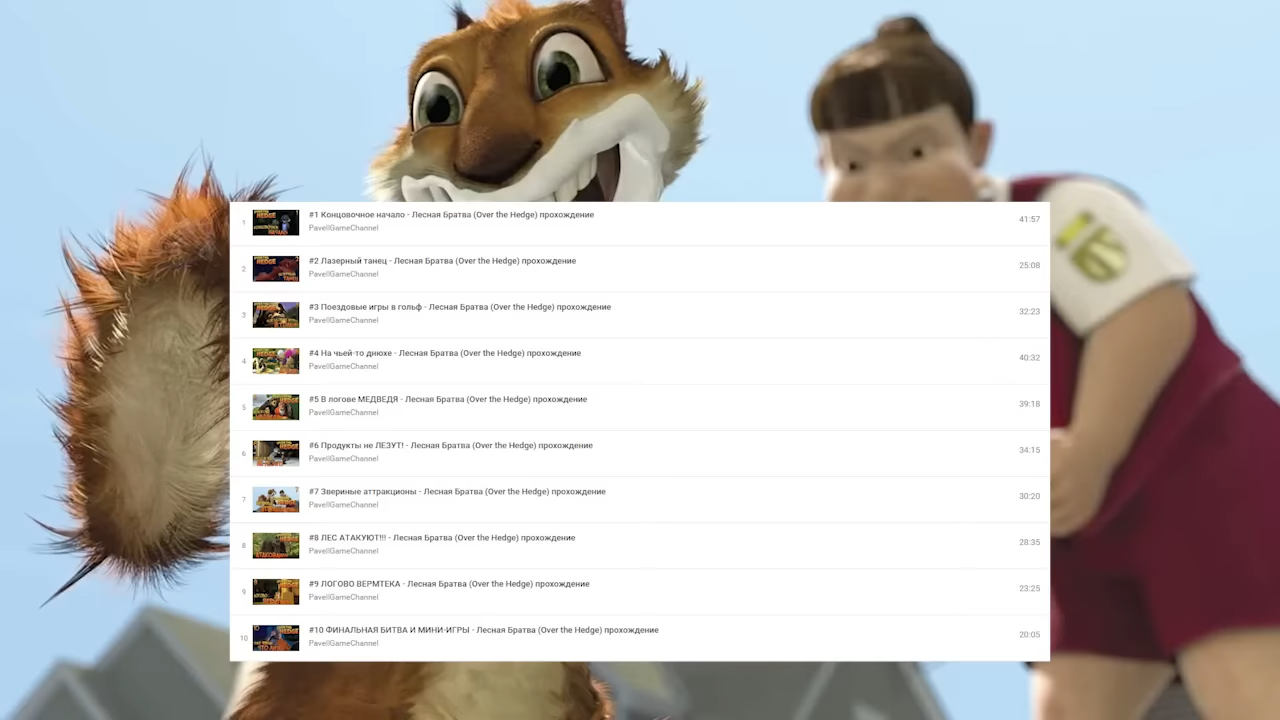 1
#1 Концовочное начало - Лесная Братва (Over the Hedge) прохождение
41:57
PavellGameChannel
2
#2 Лазерный танец - Лесная Братва (Over the Hedge) прохождение
25:08
PavellGameChannel
3
#3 Поездовые игры в гольф - Лесная Братва (Over the Hedge) прохождение
32:23
PavellGameChannel
4
#4 На чьей-то днюхе - Лесная Братва (Over the Hedge) прохождение
40:32
PavellGameChannel
5
#5 В логове МЕДВЕДЯ - Лесная Братва (Over the Hedge) прохождение
39:18
PavellGameChannel
6
#6 Продукты не ЛЕЗУТ! - Лесная Братва (Over the Hedge) прохождение
34:15
PavellGameChannel
7
#7 Звериные аттракционы - Лесная Братва (Over the Hedge) прохождение
30:20
PavellGameChannel
8
#8 ЛЕС АТАКУЮТ!!! - Лесная Братва (Over the Hedge) прохождение
28:35
PavellGameChannel
9
#9 ЛОГОВО ВЕРМТЕКА - Лесная Братва (Over the Hedge) прохождение
23:25
PavellGameChannel
10
#10 ФИНАЛЬНАЯ БИТВА И МИНИ-ИГРЫ - Лесная Братва (Over the Hedge) прохождение
20:05
PavellGameChannel